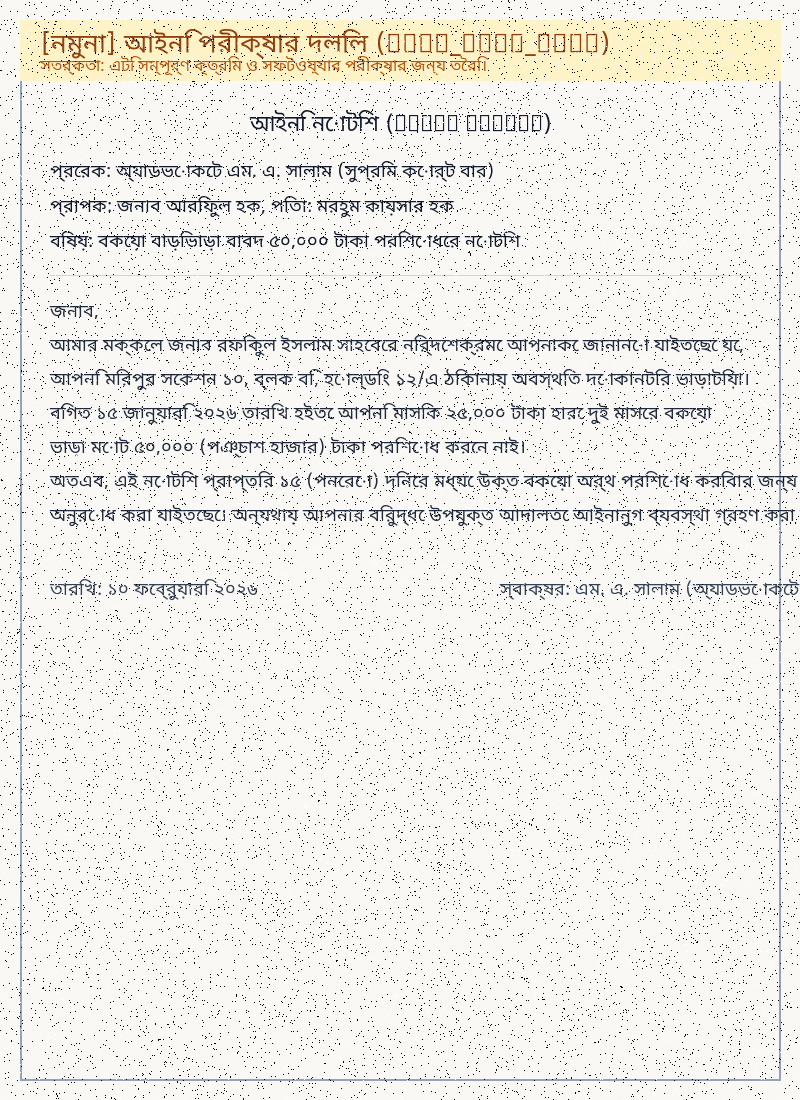 [নমুনা] আইনি পরীক্ষার দলিল (□□□□_□□□□_□□□□)
সতর্কতা: এটি সম্পূর্ণ কৃত্রিম ও সফটওয়্যার পরীক্ষার জন্য তৈরি।
আইনি নোটিশ (□□□□□ □□□□□□)
প্রেরক: অ্যাডভোকেট এম. এ. সালাম (সুপ্রিম কোর্ট বার)
প্রাপক: জনাব আরিফুল হক, পিতা: মরহুম কায়সার হক
বিষয়: বকেয়া বাড়িভাড়া বাবদ ৫০,০০০ টাকা পরিশোধের নোটিশ
জনাব,
আমার মক্কেল জনাব রফিকুল ইসলাম সাহেবের নির্দেশক্রমে আপনাকে জানানো যাইতেছে যে,
আপনি মিরপুর সেকশন ১০, ব্লক বি, হোল্ডিং ১২/এ ঠিকানায় অবস্থিত দোকানটির ভাড়াটিয়া।
বিগত ১৫ জানুয়ারি ২০২৬ তারিখ হইতে আপনি মাসিক ২৫,০০০ টাকা হারে দুই মাসের বকেয়া
ভাড়া মোট ৫০,০০০ (পঞ্চাশ হাজার) টাকা পরিশোধ করেন নাই।
অতএব, এই নোটিশ প্রাপ্তির ১৫ (পনেরো) দিনের মধ্যে উক্ত বকেয়া অর্থ পরিশোধ করিবার জন্য
অনুরোধ করা যাইতেছে। অন্যথায় আপনার বিরুদ্ধে উপযুক্ত আদালতে আইনানুগ ব্যবস্থা গ্রহণ করা
তারিখ: ১০ ফেব্রুয়ারি ২০২৬
স্বাক্ষর: এম. এ. সালাম (অ্যাডভোকেট